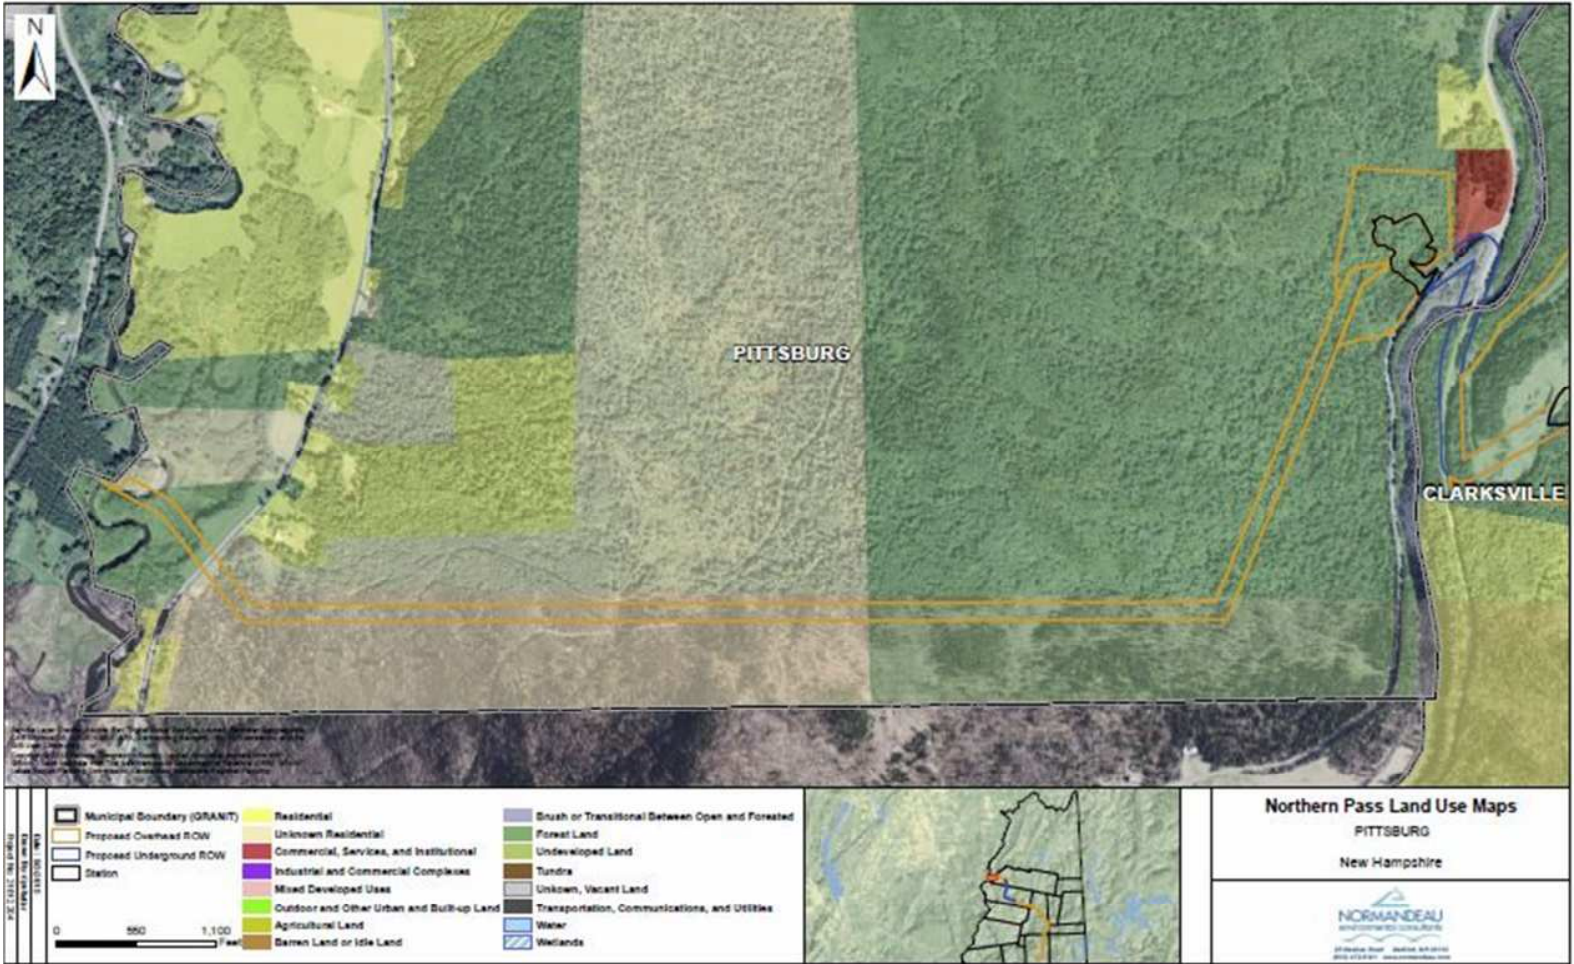 N
PITTSBURG
CLARKSVILLE
Municipal Boundary (GRANIT)
Proposed Overhead ROW
Proposed Underground ROW
Station
0 550 1,100
Feet
Residential
Unknown Residential
Commercial, Services, and Institutional
Industrial and Commercial Complexes
Mixed Developed Uses
Outdoor and Other Urban and Built-up Land
Agricultural Land
Barren Land or Idle Land
Brush or Transitional Between Open and Forested
Forest Land
Undeveloped Land
Tundra
Unkown, Vacant Land
Transportation, Communications, and Utilities
Water
Wetlands
Northern Pass Land Use Maps
PITTSBURG
New Hampshire
NORMANDEAU
environmental consultants